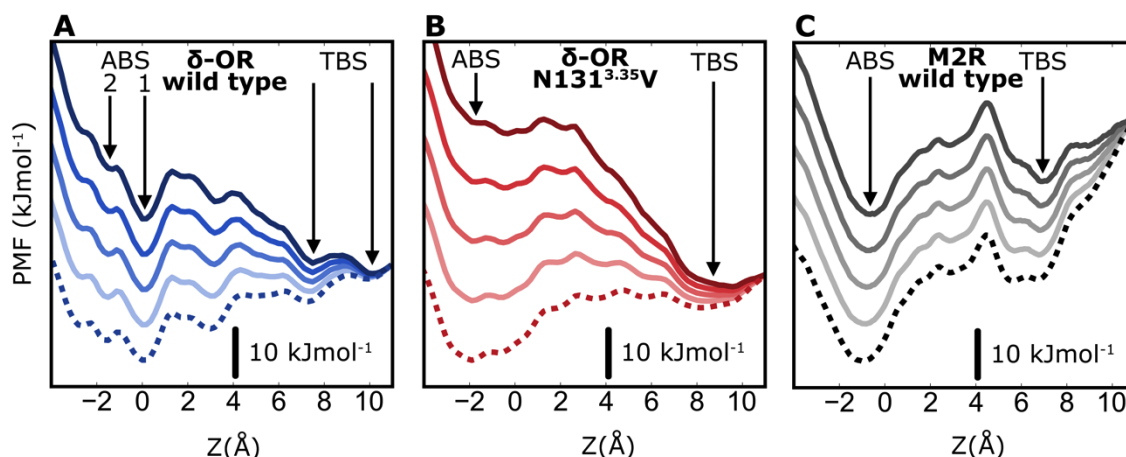 A
ABS
2 1
δ-OR
wild type
TBS
10 kJmol⁻¹
PMF (kJmol⁻¹)
−2 0 2 4 6 8 10
Z(Å)
B
ABS
δ-OR
N131³·³⁵V
TBS
10 kJmol⁻¹
−2 0 2 4 6 8 10
Z(Å)
C
ABS
M2R
wild type
TBS
10 kJmol⁻¹
−2 0 2 4 6 8 10
Z(Å)